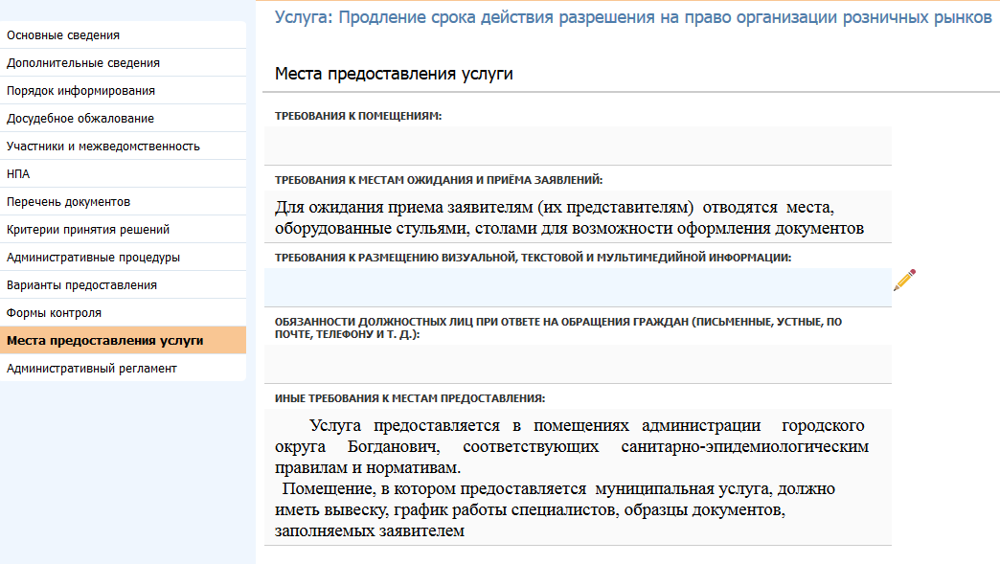 Услуга: Продление срока действия разрешения на право организации розничных рынков
Основные сведения
Дополнительные сведения
Порядок информирования
Досудебное обжалование
Участники и межведомственность
НПА
Перечень документов
Критерии принятия решений
Административные процедуры
Варианты предоставления
Формы контроля
Места предоставления услуги
Административный регламент
Места предоставления услуги
ТРЕБОВАНИЯ К ПОМЕЩЕНИЯМ:
ТРЕБОВАНИЯ К МЕСТАМ ОЖИДАНИЯ И ПРИЁМА ЗАЯВЛЕНИЙ:
Для ожидания приема заявителям (их представителям) отводятся места,
оборудованные стульями, столами для возможности оформления документов
ТРЕБОВАНИЯ К РАЗМЕЩЕНИЮ ВИЗУАЛЬНОЙ, ТЕКСТОВОЙ И МУЛЬТИМЕДИЙНОЙ ИНФОРМАЦИИ:
ОБЯЗАННОСТИ ДОЛЖНОСТНЫХ ЛИЦ ПРИ ОТВЕТЕ НА ОБРАЩЕНИЯ ГРАЖДАН (ПИСЬМЕННЫЕ, УСТНЫЕ, ПО
ПОЧТЕ, ТЕЛЕФОНУ И Т. Д.):
ИНЫЕ ТРЕБОВАНИЯ К МЕСТАМ ПРЕДОСТАВЛЕНИЯ:
Услуга предоставляется в помещениях администрации городского
округа Богданович, соответствующих санитарно-эпидемиологическим
правилам и нормативам.
Помещение, в котором предоставляется муниципальная услуга, должно
иметь вывеску, график работы специалистов, образцы документов,
заполняемых заявителем